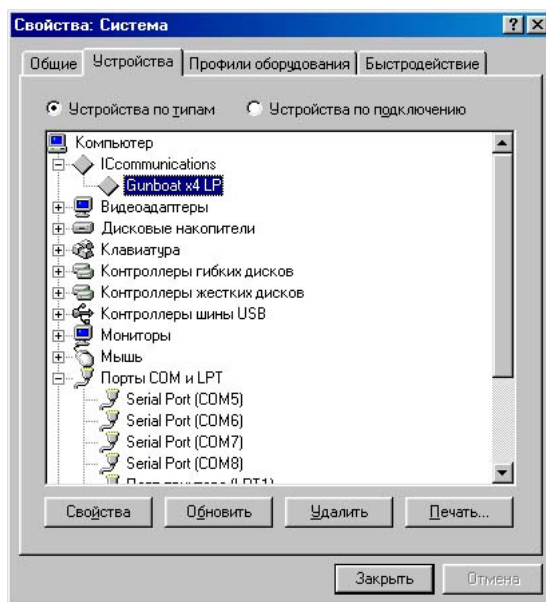 Свойства: Система
Общие Устройства Профили оборудования Быстродействие
Устройства по типам Устройства по подключению
Компьютер
ICcommunications
Gunboat x4 LP
Видеоадаптеры
Дисковые накопители
Клавиатура
Контроллеры гибких дисков
Контроллеры жестких дисков
Контроллеры шины USB
Мониторы
Мышь
Порты COM и LPT
Serial Port (COM5)
Serial Port (COM6)
Serial Port (COM7)
Serial Port (COM8)
Свойства Обновить Удалить Печать...
Закрыть Отмена